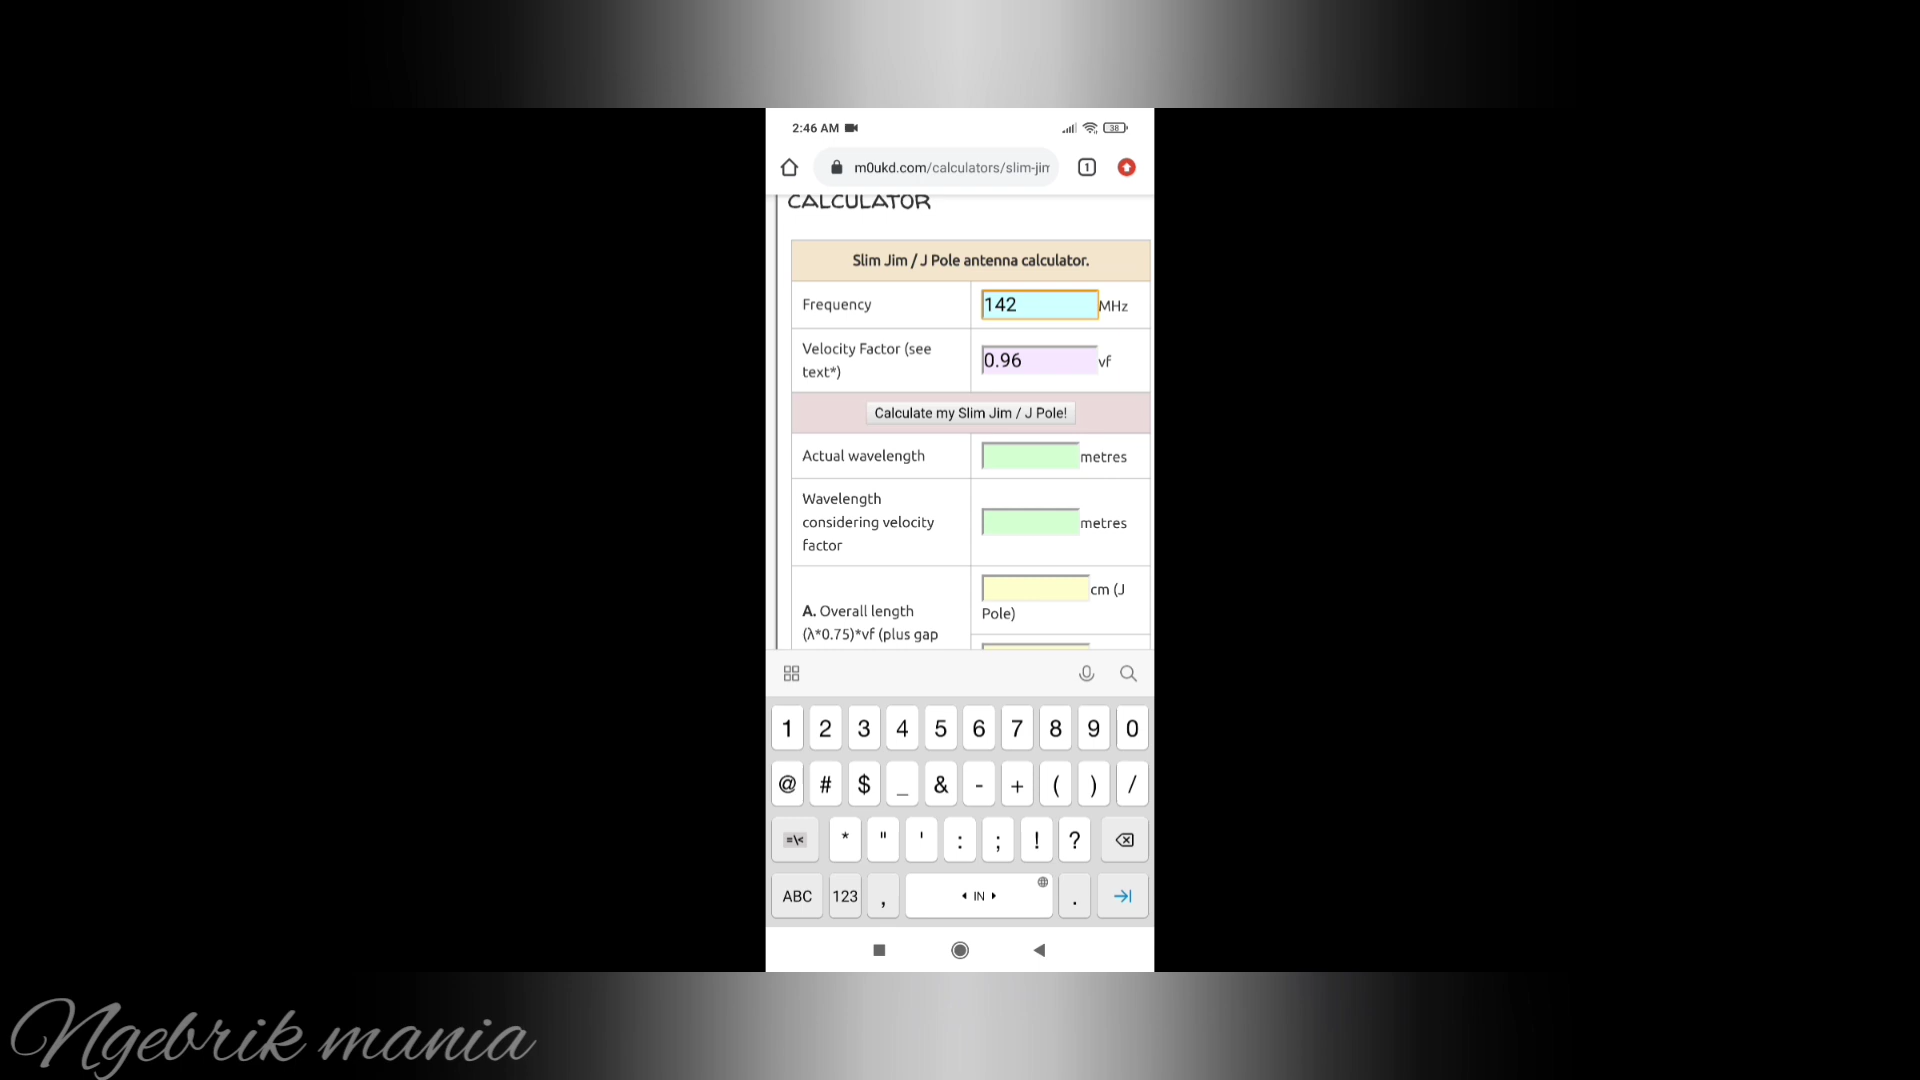 2:46 AM
38
m0ukd.com/calculators/slim-jim
1
CALCULATOR
Slim Jim / J Pole antenna calculator.
Frequency
142 MHz
Velocity Factor (see
text*)
0.96 vf
Calculate my Slim Jim / J Pole!
Actual wavelength
metres
Wavelength
considering velocity
factor
metres
cm (J
Pole)
A. Overall length
(λ*0.75)*vf (plus gap
1 2 3 4 5 6 7 8 9 0
@ # $ _ & - + ( ) /
=\< * " ' : ; ! ?
ABC 123 , IN .
Ngebrik mania